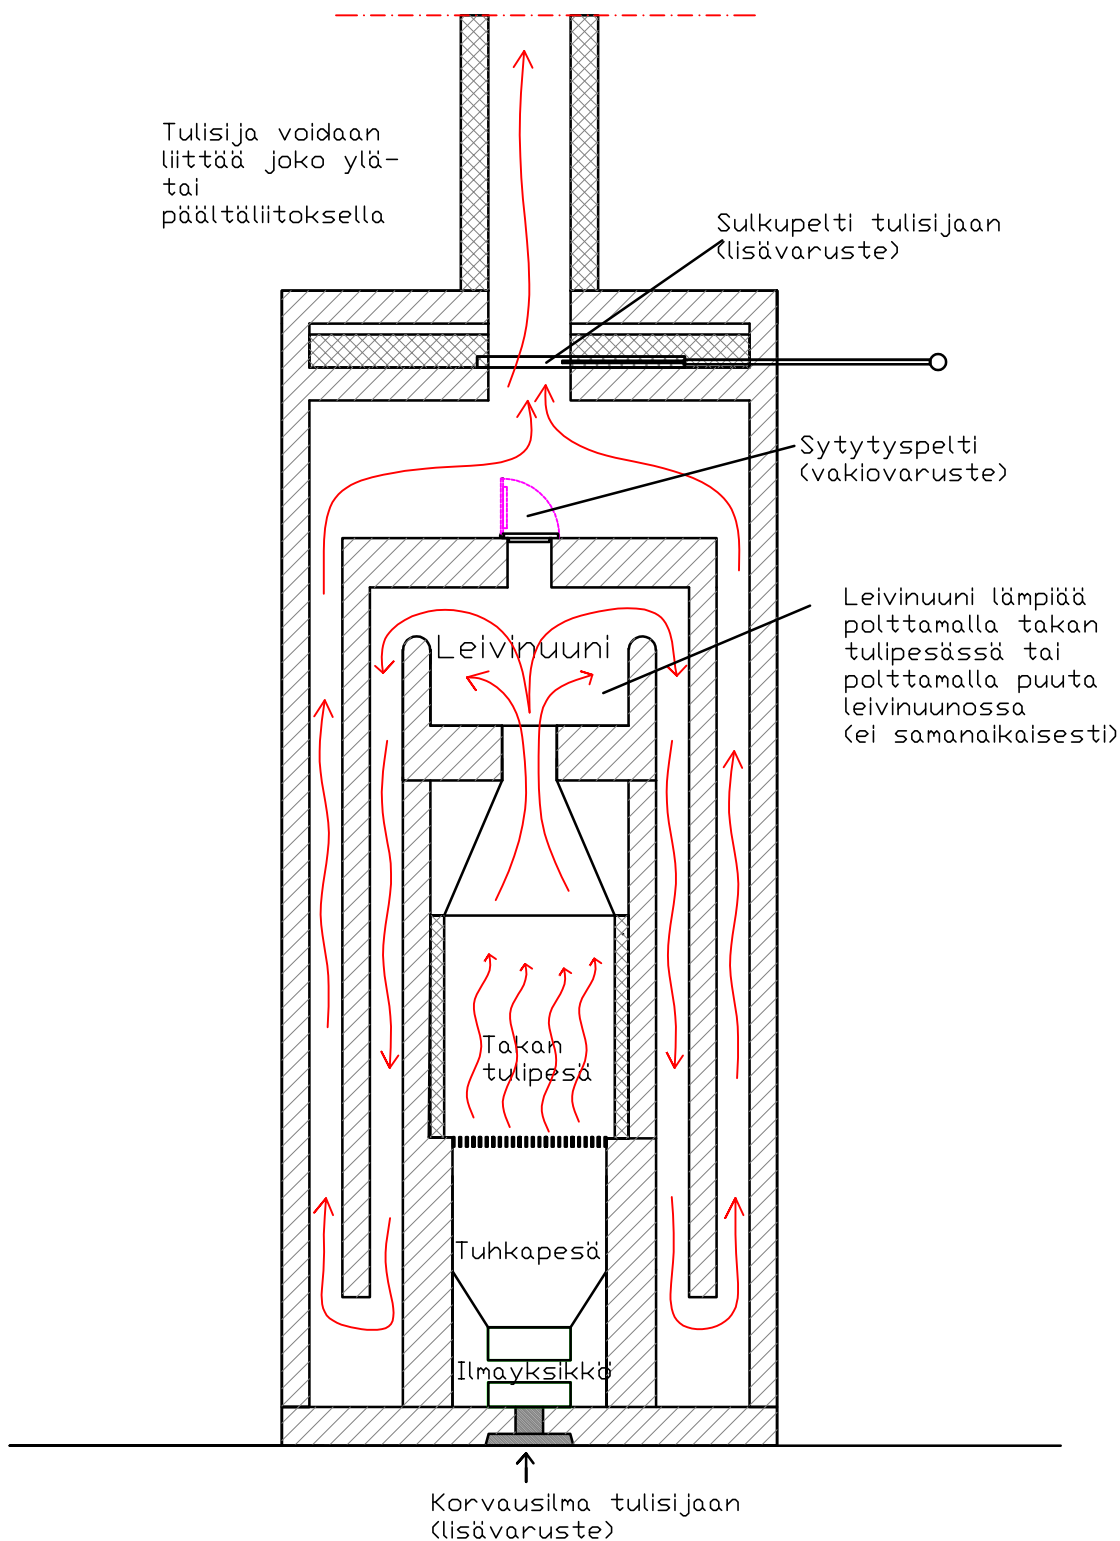 Tulisija voidaan
liittää joko ylä-
tai
päältäliitoksella
Sulkupelti tulisijaan
(lisävaruste)
Sytytyspelti
(vakiovaruste)
Leivinuuni lämpiää
polttamalla takan
tulipesässä tai
polttamalla puuta
leivinuunossa
(ei samanaikaisesti)
Leivinuuni
Takan
tulipesä
Tuhkapesä
Ilmayksikkö
Korvausilma tulisijaan
(lisävaruste)